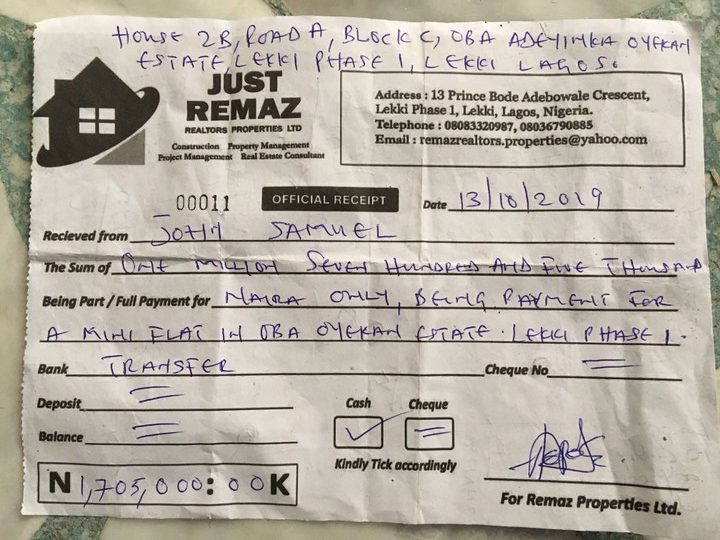 HOUSE 2B, ROAD A, BLOCK C, OBA ADEYINKA OYEKAN
ESTATE, LEKKI PHASE 1, LEKKI LAGOS.
JUST
REMAZ
REALTORS PROPERTIES LTD
Construction Property Management
Project Management Real Estate Consultant
Address : 13 Prince Bode Adebowale Crescent,
Lekki Phase 1, Lekki, Lagos, Nigeria.
Telephone : 08083320987, 08036790885
Email : remazrealtors.properties@yahoo.com
00011 OFFICIAL RECEIPT Date 13/10/2019
Recieved from JOHN SAMUEL
The Sum of ONE MILLION SEVEN HUNDRED AND FIVE THOUSAND
Being Part / Full Payment for NAIRA ONLY, BEING PAYMENT FOR
A MINI FLAT IN OBA OYEKAN ESTATE. LEKKI PHASE 1.
Bank TRANSFER Cheque No =
Deposit =
Balance =
Cash Cheque
✓ =
Kindly Tick accordingly
N 1,705,000: 00 K
For Remaz Properties Ltd.